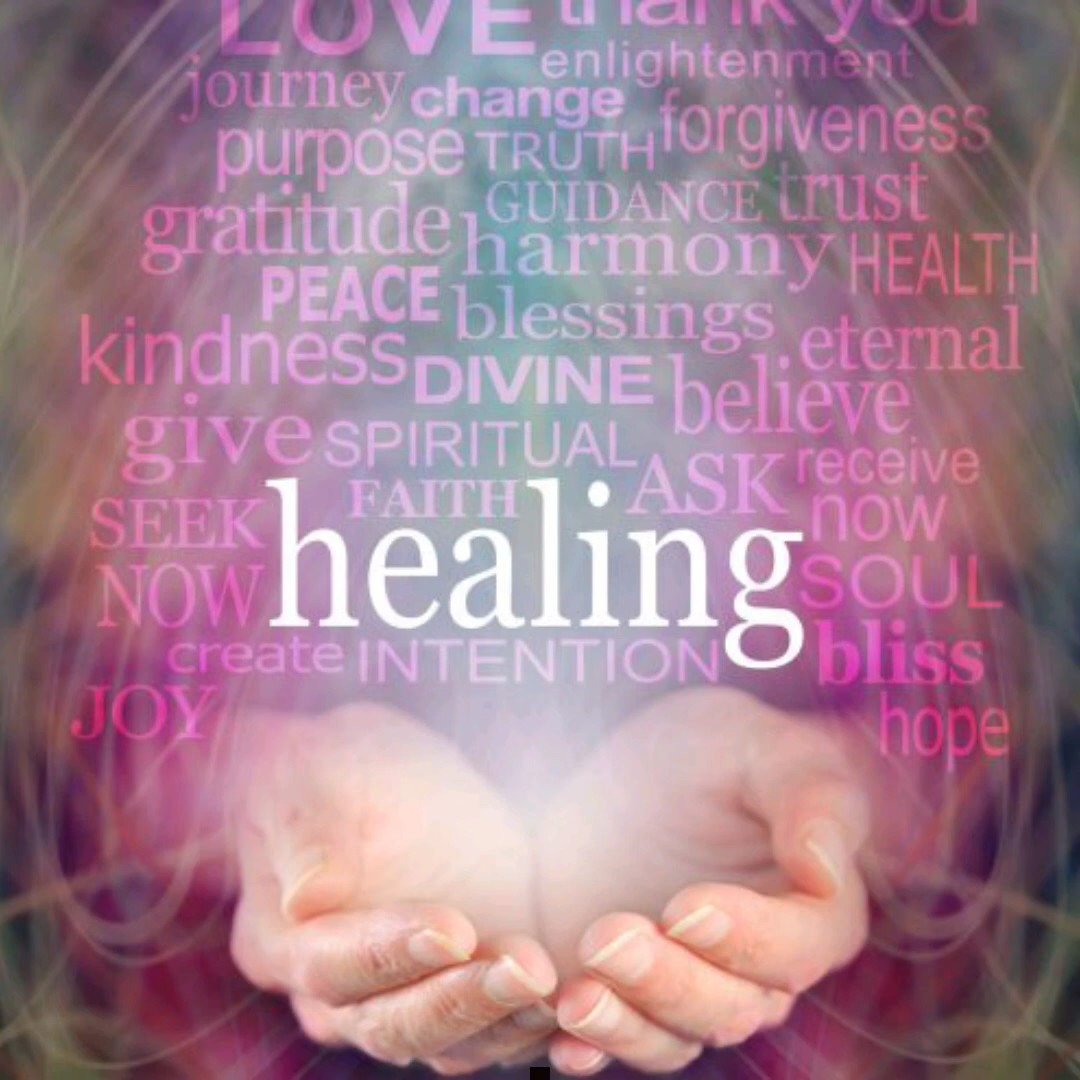 LOVE thank you
enlightenment
journey change
forgiveness
purpose TRUTH
GUIDANCE trust
gratitude harmony HEALTH
PEACE blessings
kindness eternal
DIVINE believe
give SPIRITUAL
ASK receive
SEEK FAITH now
healing
NOW SOUL
create INTENTION bliss
JOY hope